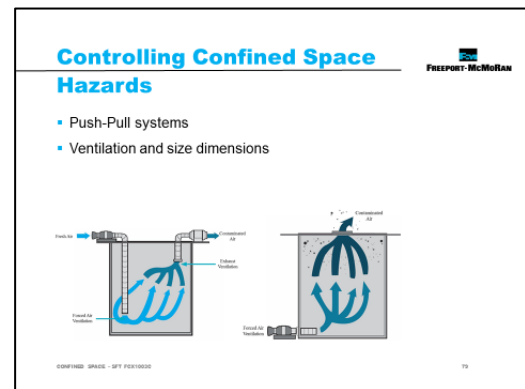 Controlling Confined Space
Hazards
FREEPORT-McMoRAN
▪ Push-Pull systems
▪ Ventilation and size dimensions
Fresh Air
Contaminated
Air
Exhaust
Ventilation
Forced Air
Ventilation
P
Contaminated
Air
Forced Air
Ventilation
CONFINED SPACE - SFT FCX1003C
75